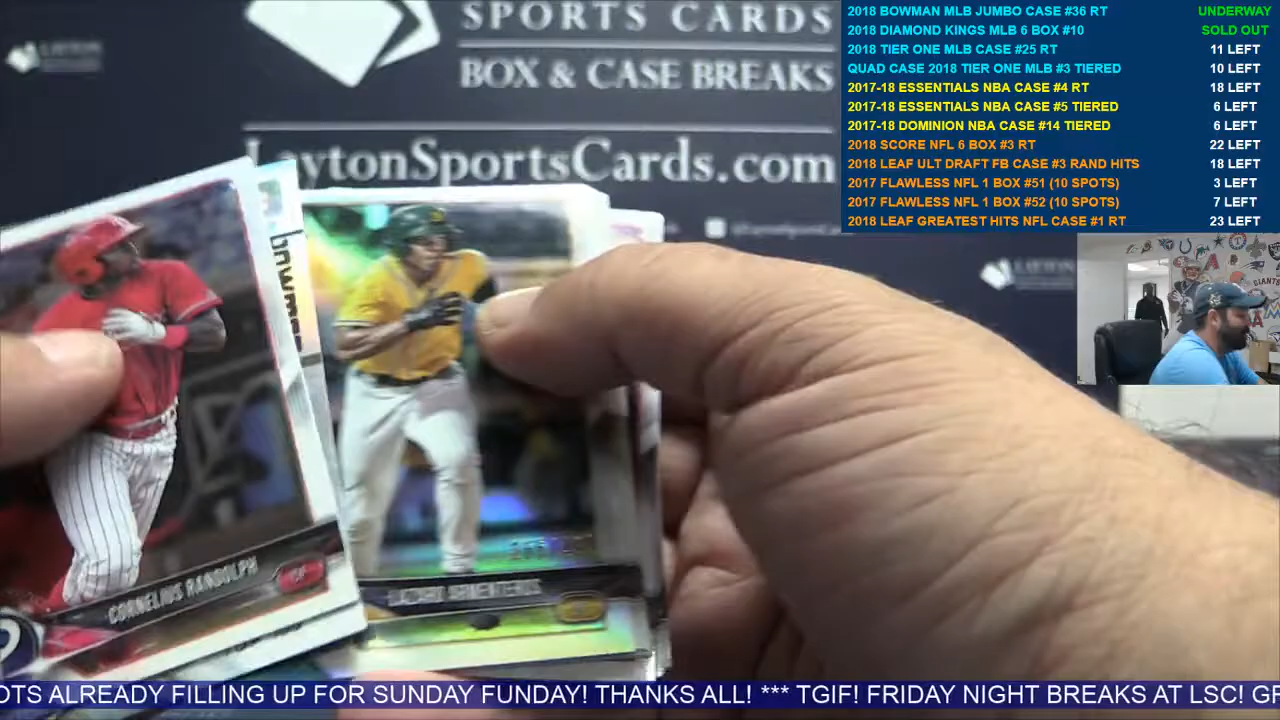 SPORTS CARDS
BOX & CASE BREAKS
LaytonSportsCards.com
2018 BOWMAN MLB JUMBO CASE #36 RT UNDERWAY
2018 DIAMOND KINGS MLB 6 BOX #10 SOLD OUT
2018 TIER ONE MLB CASE #25 RT 11 LEFT
QUAD CASE 2018 TIER ONE MLB #3 TIERED 10 LEFT
2017-18 ESSENTIALS NBA CASE #4 RT 18 LEFT
2017-18 ESSENTIALS NBA CASE #5 TIERED 6 LEFT
2017-18 DOMINION NBA CASE #14 TIERED 6 LEFT
2018 SCORE NFL 6 BOX #3 RT 22 LEFT
2018 LEAF ULT DRAFT FB CASE #3 RAND HITS 18 LEFT
2017 FLAWLESS NFL 1 BOX #51 (10 SPOTS) 3 LEFT
2017 FLAWLESS NFL 1 BOX #52 (10 SPOTS) 7 LEFT
2018 LEAF GREATEST HITS NFL CASE #1 RT 23 LEFT
LAYTON
GIANTS
CORNELIUS RANDOLPH
LAZARO ARMENTEROS
OTS ALREADY FILLING UP FOR SUNDAY FUNDAY! THANKS ALL! *** TGIF! FRIDAY NIGHT BREAKS AT LSC! GF